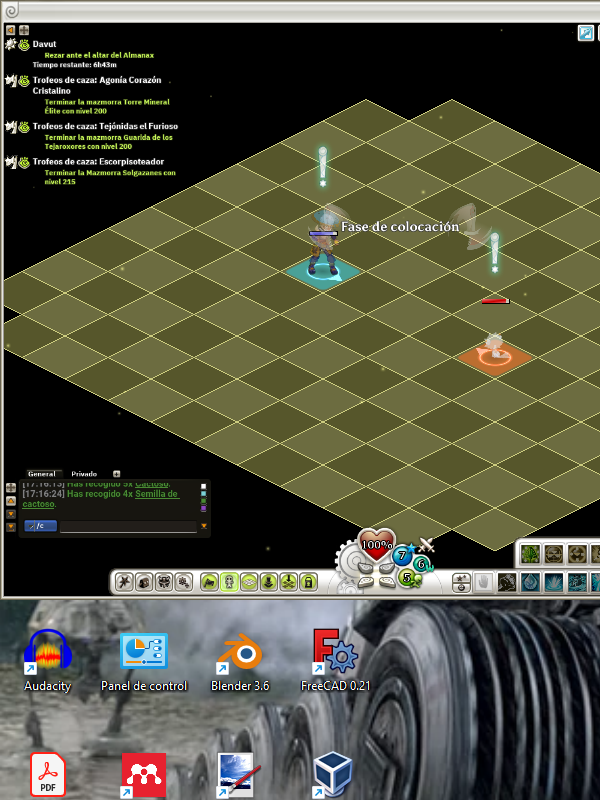 Davut
Rezar ante el altar del Almanax
Tiempo restante: 6h43m
Trofeos de caza: Agonía Corazón
Cristalino
Terminar la mazmorra Torre Mineral
Élite con nivel 200
Trofeos de caza: Tejónidas el Furioso
Terminar la mazmorra Guarida de los
Tejaroxores con nivel 200
Trofeos de caza: Escorpisoteador
Terminar la Mazmorra Solgazanes con
nivel 215
Fase de colocación
General
Privado
[17:16:13] Has recogido 5x Cactoso.
[17:16:24] Has recogido 4x Semilla de
cactoso.
/c
100%
7
6
5
Audacity
Panel de control
Blender 3.6
FreeCAD 0.21
PDF